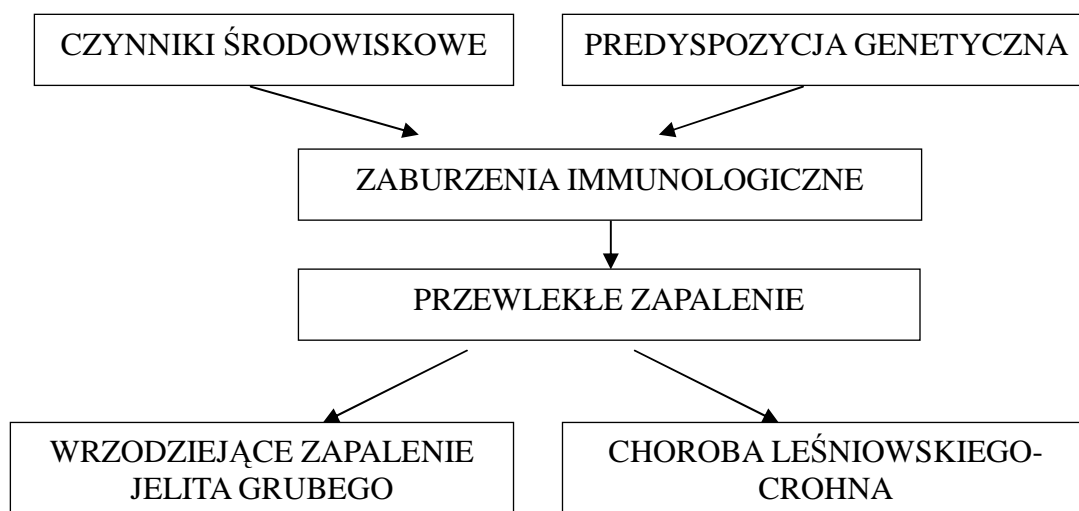 CZYNNIKI ŚRODOWISKOWE
PREDYSPOZYCJA GENETYCZNA
ZABURZENIA IMMUNOLOGICZNE
PRZEWLEKŁE ZAPALENIE
WRZODZIEJĄCE ZAPALENIE
JELITA GRUBEGO
CHOROBA LEŚNIOWSKIEGO-
CROHNA